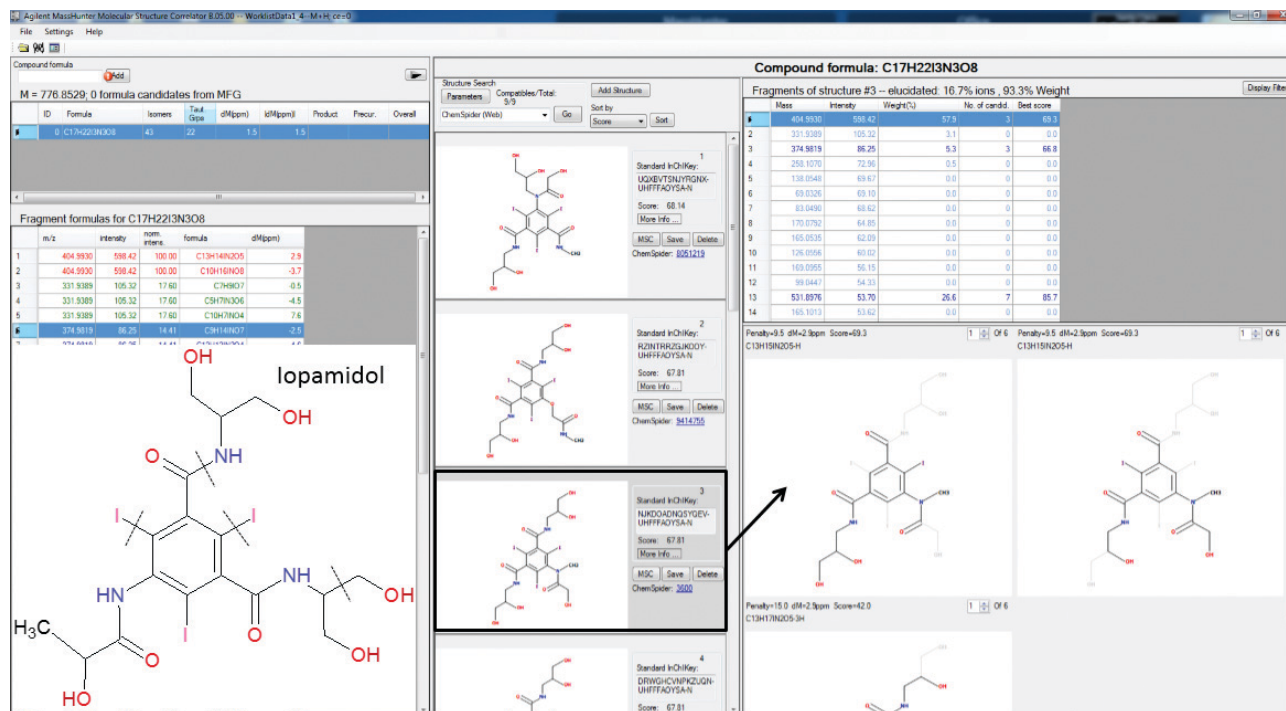 Agilent MassHunter Molecular Structure Correlator B.05.00 -- WorklistData1_4--M+H_ce=0
File Settings Help
Compound formula
Add
M = 776.8529; 0 formula candidates from MFG
ID Formula Isomers Taut. Grps dM(ppm) |dM(ppm)| Product Precur. Overall
0 C17H22I3N3O8 43 22 1.5 1.5
Fragment formulas for C17H22I3N3O8
m/z intensity norm. intens. formula dM(ppm)
1 404.9930 598.42 100.00 C13H14IN2O5 2.9
2 404.9930 598.42 100.00 C10H16INO8 -3.7
3 331.9389 105.32 17.60 C7H9IO7 -0.5
4 331.9389 105.32 17.60 C5H7IN3O6 -4.5
5 331.9389 105.32 17.60 C10H7INO4 7.6
6 374.9819 86.25 14.41 C9H14INO7 -2.5
Iopamidol
OH
OH
O
NH
I
I
HN
NH
OH
H3C
O
I
O
OH
HO
Structure Search
Parameters
Compatibles/Total:
9/9
Add Structure
ChemSpider (Web)
Go
Sort by
Score
Sort
1
Standard InChIKey:
UQXBVTSNJYRGNX-
UHFFFAOYSA-N
Score: 68.14
More Info ...
MSC Save Delete
ChemSpider: 8051219
2
Standard InChIKey:
RZINTRRZGJKOOY-
UHFFFAOYSA-N
Score: 67.81
More Info ...
MSC Save Delete
ChemSpider: 9414755
3
Standard InChIKey:
NJKDOADNQSYQEV-
UHFFFAOYSA-N
Score: 67.81
More Info ...
MSC Save Delete
ChemSpider: 3600
4
Standard InChIKey:
DRWGHCVNPKZUQN-
UHFFFAOYSA-N
Score: 67.81
Compound formula: C17H22I3N3O8
Fragments of structure #3 -- elucidated: 16.7% ions , 93.3% Weight
Display Filter
Mass Intensity Weight(%) No. of candid. Best score
404.9930 598.42 57.9 3 69.3
2 331.9389 105.32 3.1 0 0.0
3 374.9819 86.25 5.3 3 66.8
4 258.1070 72.96 0.5 0 0.0
5 138.0548 69.67 0.0 0 0.0
6 69.0326 69.10 0.0 0 0.0
7 83.0490 68.62 0.0 0 0.0
8 170.0792 64.85 0.0 0 0.0
9 165.0535 62.09 0.0 0 0.0
10 126.0556 60.02 0.0 0 0.0
11 169.0955 56.15 0.0 0 0.0
12 99.0447 54.33 0.0 0 0.0
13 531.8976 53.70 26.6 7 85.7
14 165.1013 53.62 0.0 0 0.0
Penalty=9.5 dM=2.9ppm Score=69.3 1 Of 6
C13H15IN2O5-H
Penalty=9.5 dM=2.9ppm Score=69.3 1 Of 6
C13H15IN2O5-H
Penalty=15.0 dM=2.9ppm Score=42.0 1 Of 6
C13H17IN2O5-3H